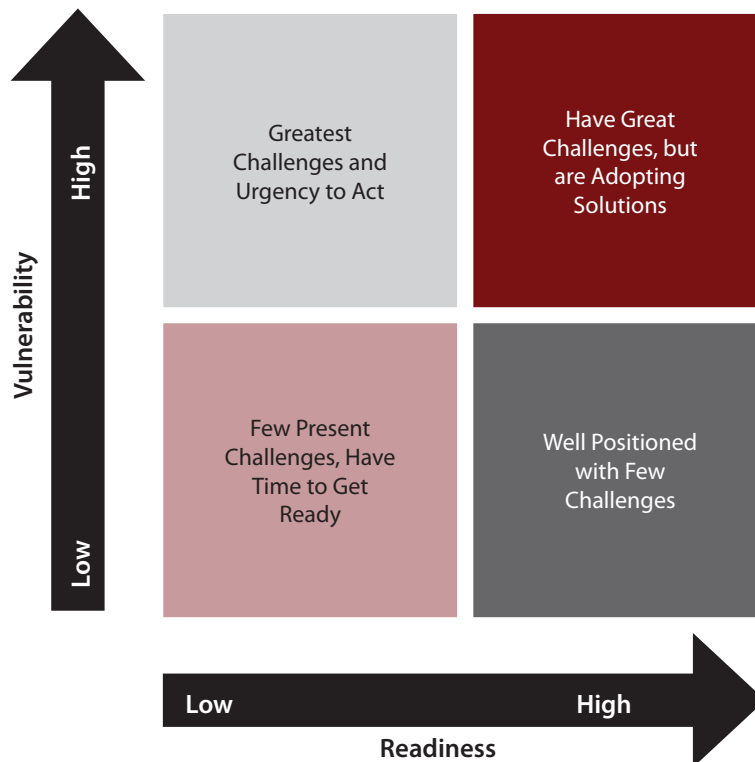 Greatest
Challenges and
Urgency to Act
Have Great
Challenges, but
are Adopting
Solutions
High
Vulnerability
Few Present
Challenges, Have
Time to Get
Ready
Well Positioned
with Few
Challenges
Low
Low
High
Readiness